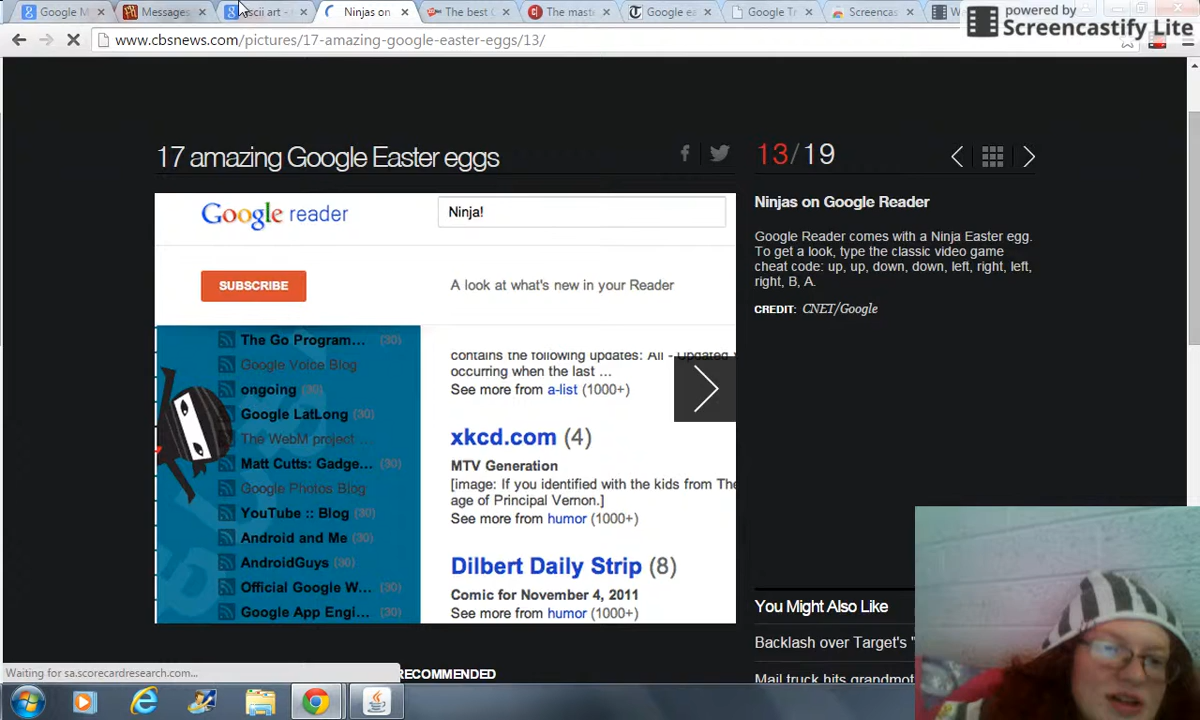 Google M
Messages
ascii art -
Ninjas on
The best
The maste
Google ea
Google Tr
Screencas
W
powered by
Screencastify Lite
www.cbsnews.com/pictures/17-amazing-google-easter-eggs/13/
17 amazing Google Easter eggs
13/19
Google reader
Ninja!
SUBSCRIBE
A look at what's new in your Reader
The Go Program... (30)
Google Voice Blog
ongoing (30)
Google LatLong (30)
The WebM project ...
Matt Cutts: Gadge... (30)
Google Photos Blog
YouTube :: Blog (30)
Android and Me (30)
AndroidGuys (30)
Official Google W... (30)
Google App Engi... (30)
contains the following updates: All - Updated
occurring when the last ...
See more from a-list (1000+)
xkcd.com (4)
MTV Generation
[image: If you identified with the kids from The
age of Principal Vernon.]
See more from humor (1000+)
Dilbert Daily Strip (8)
Comic for November 4, 2011
See more from humor (1000+)
Ninjas on Google Reader
Google Reader comes with a Ninja Easter egg.
To get a look, type the classic video game
cheat code: up, up, down, down, left, right, left,
right, B, A.
CREDIT: CNET/Google
You Might Also Like
Backlash over Target's "
Mail truck hits grandmot
Waiting for sa.scorecardresearch.com...
RECOMMENDED